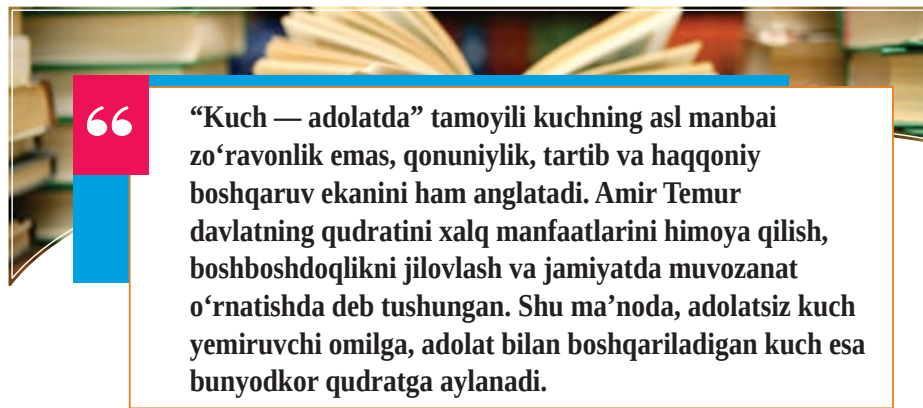 “Kuch — adolatda” tamoyili kuchning asl manbai
zo‘ravonlik emas, qonuniylik, tartib va haqqoniy
boshqaruv ekanini ham anglatadi. Amir Temur
davlatning qudratini xalq manfaatlarini himoya qilish,
boshboshdoqlikni jilovlash va jamiyatda muvozanat
o‘rnatishda deb tushungan. Shu ma’noda, adolatsiz kuch
yemiruvchi omilga, adolat bilan boshqariladigan kuch esa
bunyodkor qudratga aylanadi.